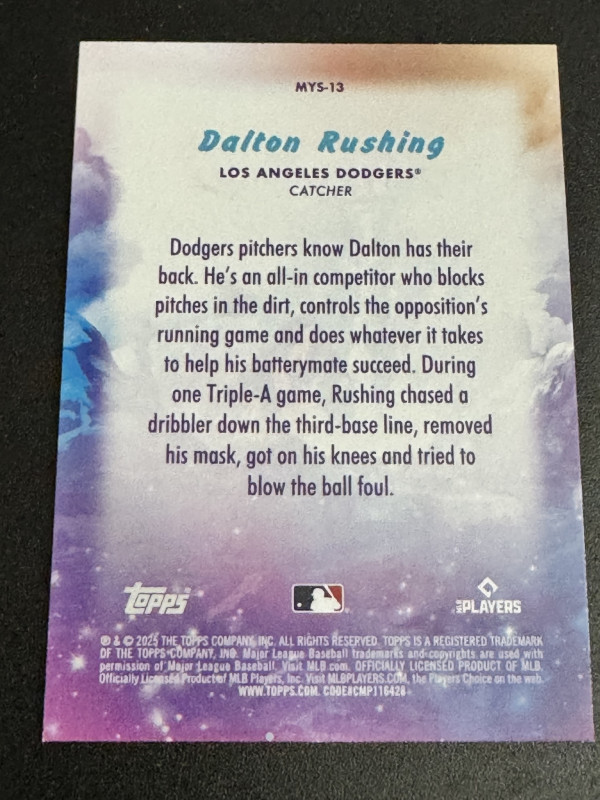 MYS-13
Dalton Rushing
LOS ANGELES DODGERS®
CATCHER
Dodgers pitchers know Dalton has their
back. He's an all-in competitor who blocks
pitches in the dirt, controls the opposition's
running game and does whatever it takes
to help his batterymate succeed. During
one Triple-A game, Rushing chased a
dribbler down the third-base line, removed
his mask, got on his knees and tried to
blow the ball foul.
topps
MLB PLAYERS
® & © 2025 THE TOPPS COMPANY, INC. ALL RIGHTS RESERVED. TOPPS IS A REGISTERED TRADEMARK
OF THE TOPPS COMPANY, INC. Major League Baseball trademarks and copyrights are used with
permission of Major League Baseball. Visit MLB.com. OFFICIALLY LICENSED PRODUCT OF MLB
Officially Licensed Product of MLB Players, Inc. Visit MLBPLAYERS.COM, the Players Choice on the web.
WWW.TOPPS.COM. CODE#CMP116428